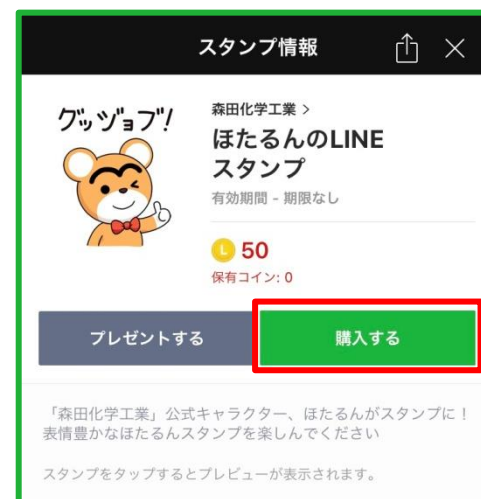 スタンプ情報
グッジョブ!
森田化学工業 >
ほたるんのLINE
スタンプ
有効期間 - 期限なし
L 50
保有コイン: 0
プレゼントする
購入する
「森田化学工業」公式キャラクター、ほたるんがスタンプに!
表情豊かなほたるんスタンプを楽しんでください
スタンプをタップするとプレビューが表示されます。